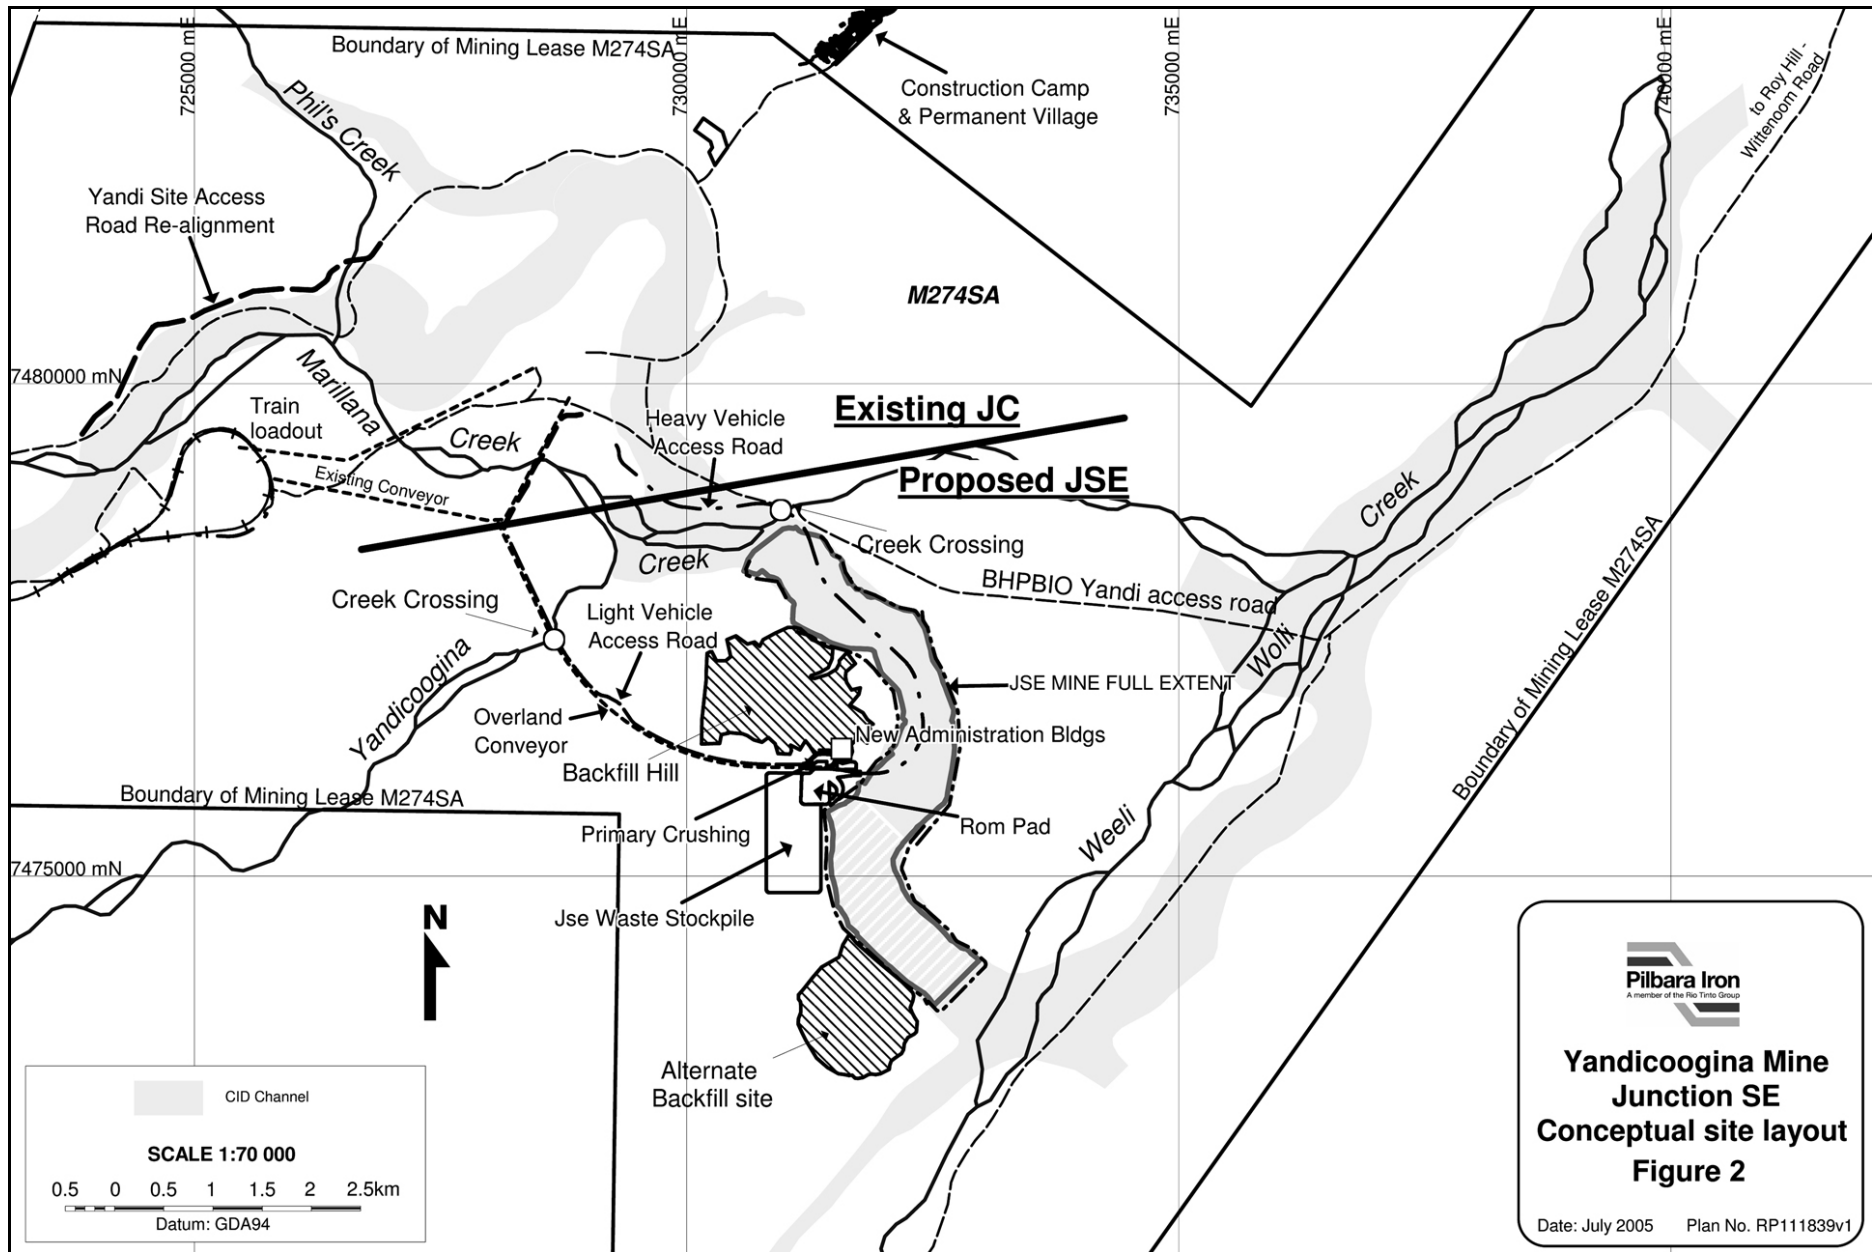 725000 mE
730000 mE
735000 mE
740000 mE
Boundary of Mining Lease M274SA
Construction Camp
& Permanent Village
to Roy Hill -
Wittenoom Road
Phil's Creek
Yandi Site Access
Road Re-alignment
M274SA
7480000 mN
Marillana
Creek
Train
loadout
Existing Conveyor
Heavy Vehicle
Access Road
Existing JC
Proposed JSE
Creek
Creek
Creek Crossing
BHPBIO Yandi access road
Creek Crossing
Light Vehicle
Access Road
Wolli
Boundary of Mining Lease M274SA
Yandicoogina
JSE MINE FULL EXTENT
Overland
Conveyor
New Administration Bldgs
Backfill Hill
Boundary of Mining Lease M274SA
Primary Crushing
Rom Pad
Weeli
7475000 mN
Jse Waste Stockpile
N
Alternate
Backfill site
CID Channel
SCALE 1:70 000
0.5 0 0.5 1 1.5 2 2.5km
Datum: GDA94
Pilbara Iron
A member of the Rio Tinto Group
Yandicoogina Mine
Junction SE
Conceptual site layout
Figure 2
Date: July 2005 Plan No. RP111839v1